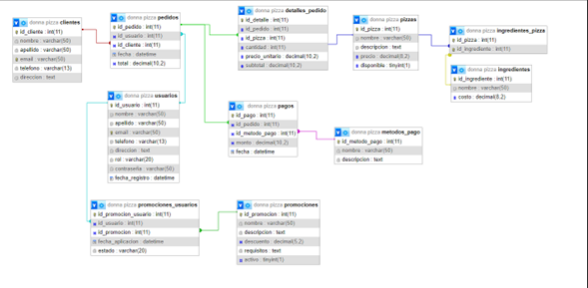 donna pizza clientes
id_cliente : int(11)
nombre : varchar(50)
apellido : varchar(50)
email : varchar(50)
telefono : varchar(13)
direccion : text
donna pizza pedidos
id_pedido : int(11)
id_usuario : int(11)
id_cliente : int(11)
fecha : datetime
total : decimal(10,2)
donna pizza detalles_pedido
id_detalle : int(11)
id_pedido : int(11)
id_pizza : int(11)
cantidad : int(11)
precio_unitario : decimal(10,2)
subtotal : decimal(10,2)
donna pizza pizzas
id_pizza : int(11)
nombre : varchar(50)
descripcion : text
precio : decimal(8,2)
disponible : tinyint(1)
donna pizza ingredientes_pizza
id_pizza : int(11)
id_ingrediente : int(11)
donna pizza ingredientes
id_ingrediente : int(11)
nombre : varchar(50)
costo : decimal(8,2)
donna pizza usuarios
id_usuario : int(11)
nombre : varchar(50)
apellido : varchar(50)
email : varchar(50)
telefono : varchar(13)
direccion : text
rol : varchar(20)
contraseña : varchar(50)
fecha_registro : datetime
donna pizza pagos
id_pago : int(11)
id_pedido : int(11)
id_metodo_pago : int(11)
monto : decimal(10,2)
fecha : datetime
donna pizza metodos_pago
id_metodo_pago : int(11)
nombre : varchar(50)
descripcion : text
donna pizza promociones_usuarios
id_promocion_usuario : int(11)
id_usuario : int(11)
id_promocion : int(11)
fecha_aplicacion : datetime
estado : varchar(20)
donna pizza promociones
id_promocion : int(11)
nombre : varchar(50)
descripcion : text
descuento : decimal(5,2)
requisitos : text
activo : tinyint(1)